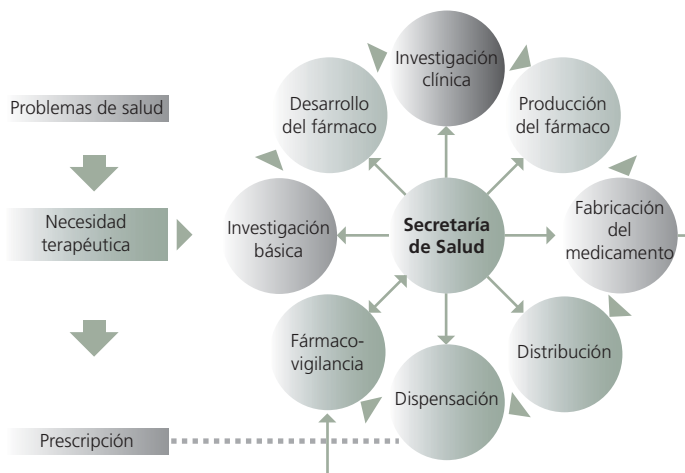 Problemas de salud
Necesidad
terapéutica
Prescripción
Investigación
básica
Desarrollo
del fármaco
Investigación
clínica
Producción
del fármaco
Fabricación
del
medicamento
Distribución
Dispensación
Fármaco-
vigilancia
Secretaría
de Salud